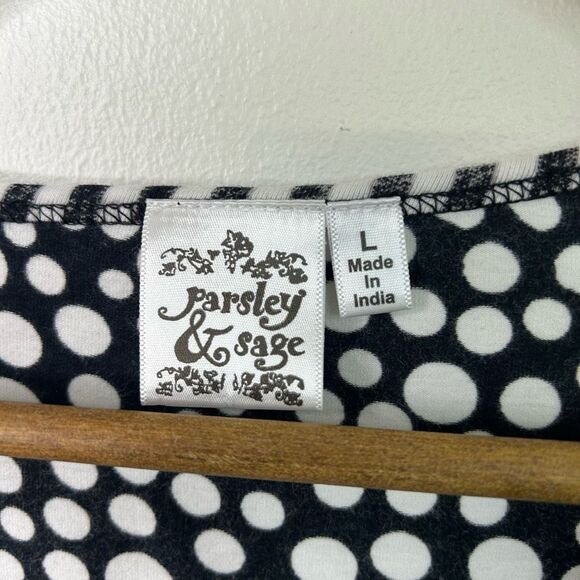 parsley
& sage
L
Made
In
India